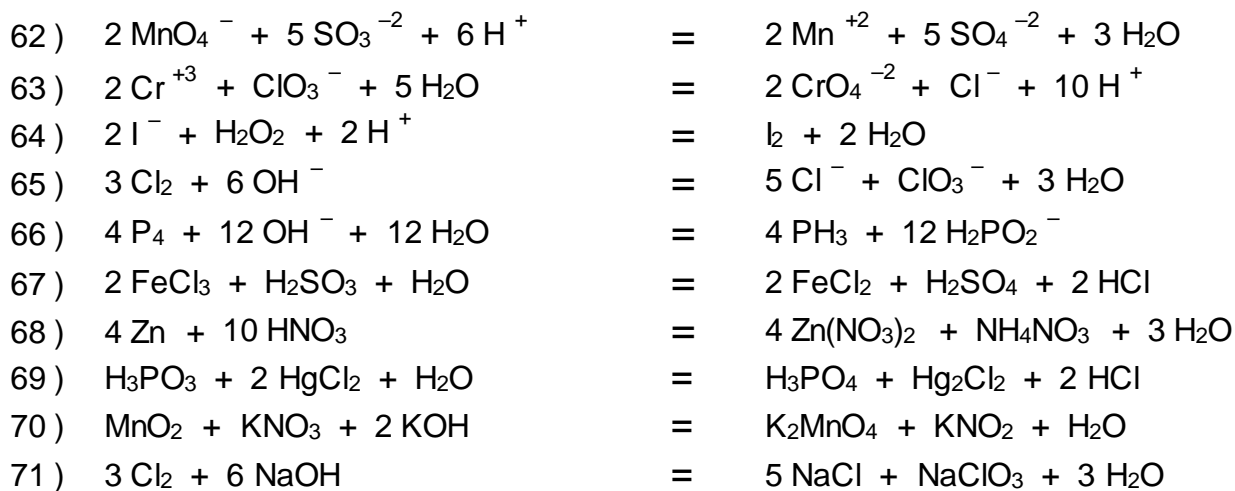 62 ) 2 MnO₄ ⁻ + 5 SO₃ ⁻² + 6 H ⁺ = 2 Mn ⁺² + 5 SO₄ ⁻² + 3 H₂O
63 ) 2 Cr ⁺³ + ClO₃ ⁻ + 5 H₂O = 2 CrO₄ ⁻² + Cl ⁻ + 10 H ⁺
64 ) 2 I ⁻ + H₂O₂ + 2 H ⁺ = I₂ + 2 H₂O
65 ) 3 Cl₂ + 6 OH ⁻ = 5 Cl ⁻ + ClO₃ ⁻ + 3 H₂O
66 ) 4 P₄ + 12 OH ⁻ + 12 H₂O = 4 PH₃ + 12 H₂PO₂ ⁻
67 ) 2 FeCl₃ + H₂SO₃ + H₂O = 2 FeCl₂ + H₂SO₄ + 2 HCl
68 ) 4 Zn + 10 HNO₃ = 4 Zn(NO₃)₂ + NH₄NO₃ + 3 H₂O
69 ) H₃PO₃ + 2 HgCl₂ + H₂O = H₃PO₄ + Hg₂Cl₂ + 2 HCl
70 ) MnO₂ + KNO₃ + 2 KOH = K₂MnO₄ + KNO₂ + H₂O
71 ) 3 Cl₂ + 6 NaOH = 5 NaCl + NaClO₃ + 3 H₂O